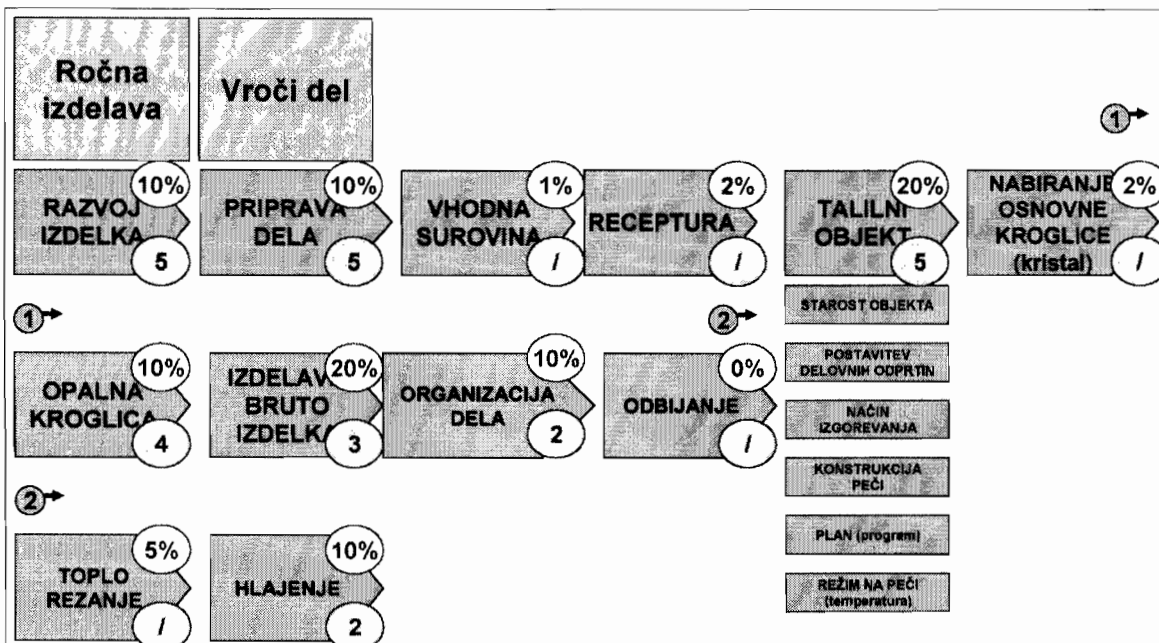 Ročna
izdelava
Vroči del
1
RAZVOJ
IZDELKA
10%
5
PRIPRAVA
DELA
10%
5
VHODNA
SUROVINA
1%
/
RECEPTURA
2%
/
TALILNI
OBJEKT
20%
5
NABIRANJE
OSNOVNE
KROGLICE
(kristal)
2%
/
STAROST OBJEKTA
POSTAVITEV
DELOVNIH ODPRTIN
NAČIN
IZGOREVANJA
KONSTRUKCIJA
PEČI
PLAN (program)
REŽIM NA PEČI
(temperatura)
1
2
OPALNA
KROGLICA
10%
4
IZDELAVA
BRUTO
IZDELKA
20%
3
ORGANIZACIJA
DELA
10%
2
ODBIJANJE
0%
/
2
TOPLO
REZANJE
5%
/
HLAJENJE
10%
2